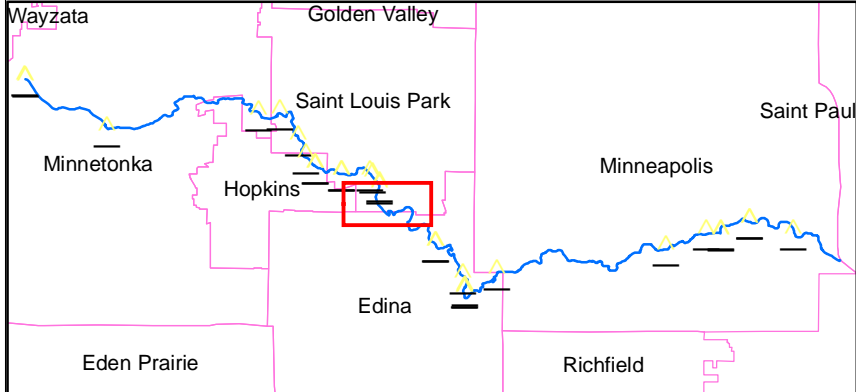 Wayzata
Golden Valley
Saint Louis Park
Saint Paul
Minnetonka
Minneapolis
Hopkins
Edina
Eden Prairie
Richfield